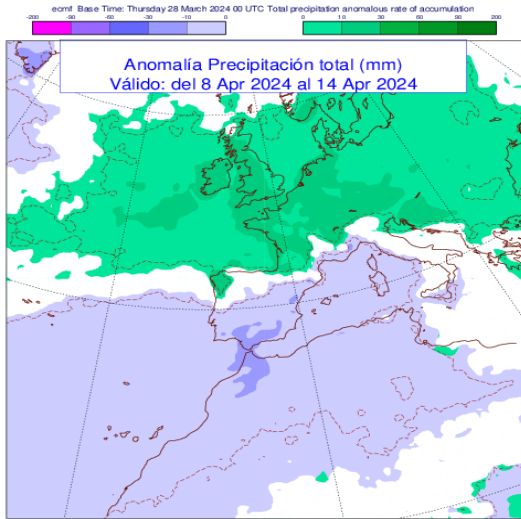 ecmf Base Time: Thursday 28 March 2024 00 UTC Total precipitation anomalous rate of accumulation
-200 -90 -60 -30 -10 0 0 10 30 60 90 200
Anomalía Precipitación total (mm)
Válido: del 8 Apr 2024 al 14 Apr 2024